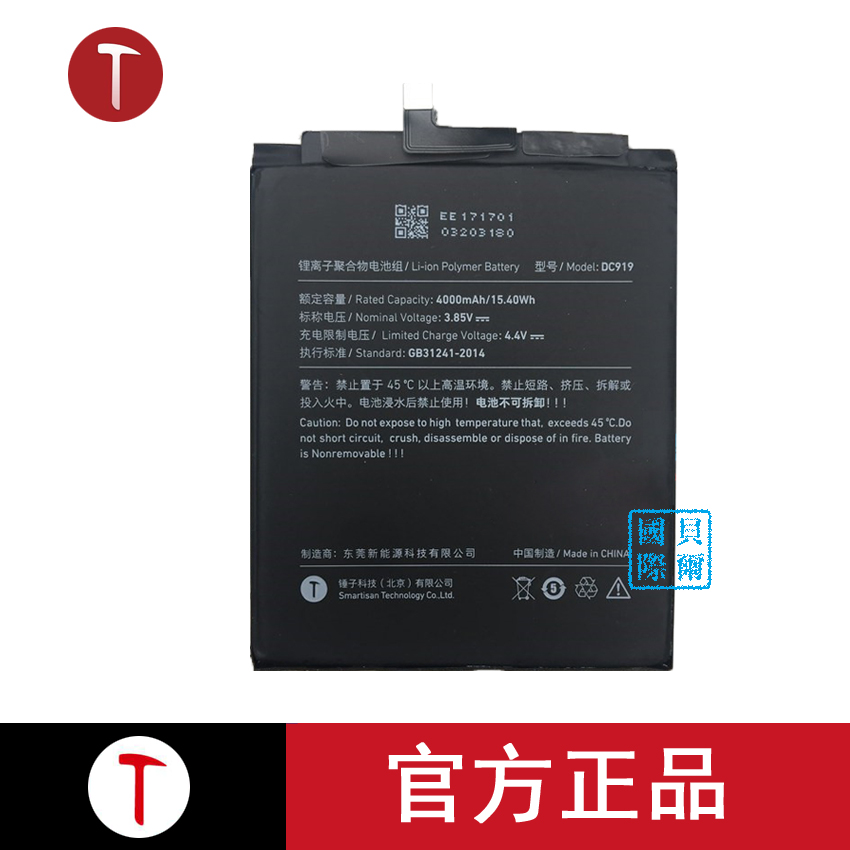 EE171701
03203180
锂离子聚合物电池组/ Li-ion Polymer Battery 型号/ Model: DC919
额定容量/ Rated Capacity: 4000mAh/15.40Wh
标称电压/ Nominal Voltage: 3.85V
充电限制电压/ Limited Charge Voltage: 4.4V
执行标准/ Standard: GB31241-2014
警告：禁止置于 45 ℃ 以上高温环境。禁止短路、挤压、拆解或
投入火中。电池浸水后禁止使用！电池不可拆卸！！！
Caution: Do not expose to high temperature that, exceeds 45 ℃.Do
not short circuit, crush, disassemble or dispose of in fire. Battery
is Nonremovable ! ! !
制造商：东莞新能源科技有限公司 中国制造/ Made in CHINA
锤子科技（北京）有限公司
Smartisan Technology Co.,Ltd.
5
國貝
際爾
官方正品